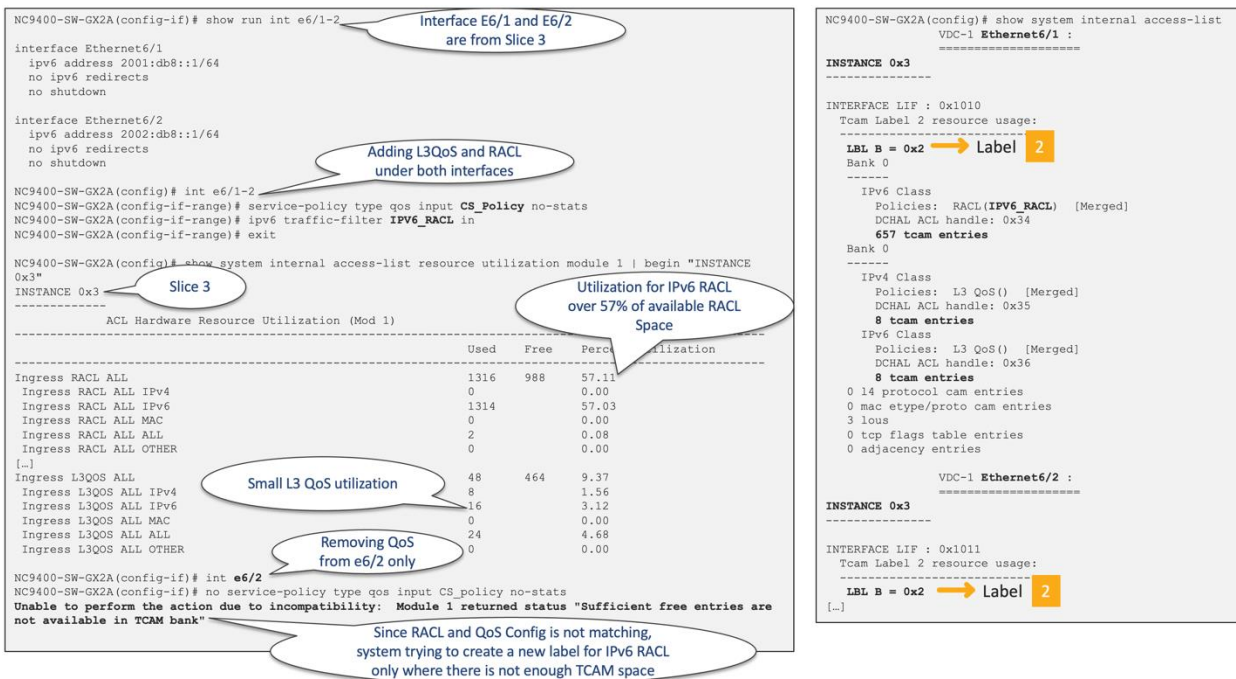 NC9400-SW-GX2A(config-if)# show run int e6/1-2
Interface E6/1 and E6/2
are from Slice 3
interface Ethernet6/1
ipv6 address 2001:db8::1/64
no ipv6 redirects
no shutdown
interface Ethernet6/2
ipv6 address 2002:db8::1/64
no ipv6 redirects
no shutdown
Adding L3QoS and RACL
under both interfaces
NC9400-SW-GX2A(config)# int e6/1-2
NC9400-SW-GX2A(config-if-range)# service-policy type qos input CS_Policy no-stats
NC9400-SW-GX2A(config-if-range)# ipv6 traffic-filter IPV6_RACL in
NC9400-SW-GX2A(config-if-range)# exit
NC9400-SW-GX2A(config)# show system internal access-list resource utilization module 1 | begin "INSTANCE
0x3"
INSTANCE 0x3
Slice 3
-------------
Utilization for IPv6 RACL
over 57% of available RACL
Space
ACL Hardware Resource Utilization (Mod 1)
Used Free
Ingress RACL ALL 1316 988 57.11
Ingress RACL ALL IPv4 0 0.00
Ingress RACL ALL IPv6 1314 57.03
Ingress RACL ALL MAC 0 0.00
Ingress RACL ALL ALL 2 0.08
Ingress RACL ALL OTHER 0 0.00
[…]
Ingress L3QOS ALL 48 464 9.37
Ingress L3QOS ALL IPv4 8 1.56
Ingress L3QOS ALL IPv6 16 3.12
Ingress L3QOS ALL MAC 0 0.00
Ingress L3QOS ALL ALL 24 4.68
Ingress L3QOS ALL OTHER 0 0.00
Small L3 QoS utilization
Removing QoS
from e6/2 only
NC9400-SW-GX2A(config-if)# int e6/2
NC9400-SW-GX2A(config-if)# no service-policy type qos input CS_policy no-stats
Unable to perform the action due to incompatibility: Module 1 returned status "Sufficient free entries are
not available in TCAM bank"
Since RACL and QoS Config is not matching,
system trying to create a new label for IPv6 RACL
only where there is not enough TCAM space
NC9400-SW-GX2A(config)# show system internal access-list
VDC-1 Ethernet6/1 :
=====================
INSTANCE 0x3
---------------
INTERFACE LIF : 0x1010
Tcam Label 2 resource usage:
LBL B = 0x2 → Label 2
Bank 0
------
IPv6 Class
Policies: RACL(IPV6_RACL) [Merged]
DCHAL ACL handle: 0x34
657 tcam entries
Bank 0
------
IPv4 Class
Policies: L3 QoS() [Merged]
DCHAL ACL handle: 0x35
8 tcam entries
IPv6 Class
Policies: L3 QoS() [Merged]
DCHAL ACL handle: 0x36
8 tcam entries
0 l4 protocol cam entries
0 mac etype/proto cam entries
3 lous
0 tcp flags table entries
0 adjacency entries
VDC-1 Ethernet6/2 :
=====================
INSTANCE 0x3
---------------
INTERFACE LIF : 0x1011
Tcam Label 2 resource usage:
LBL B = 0x2 → Label 2
[…]